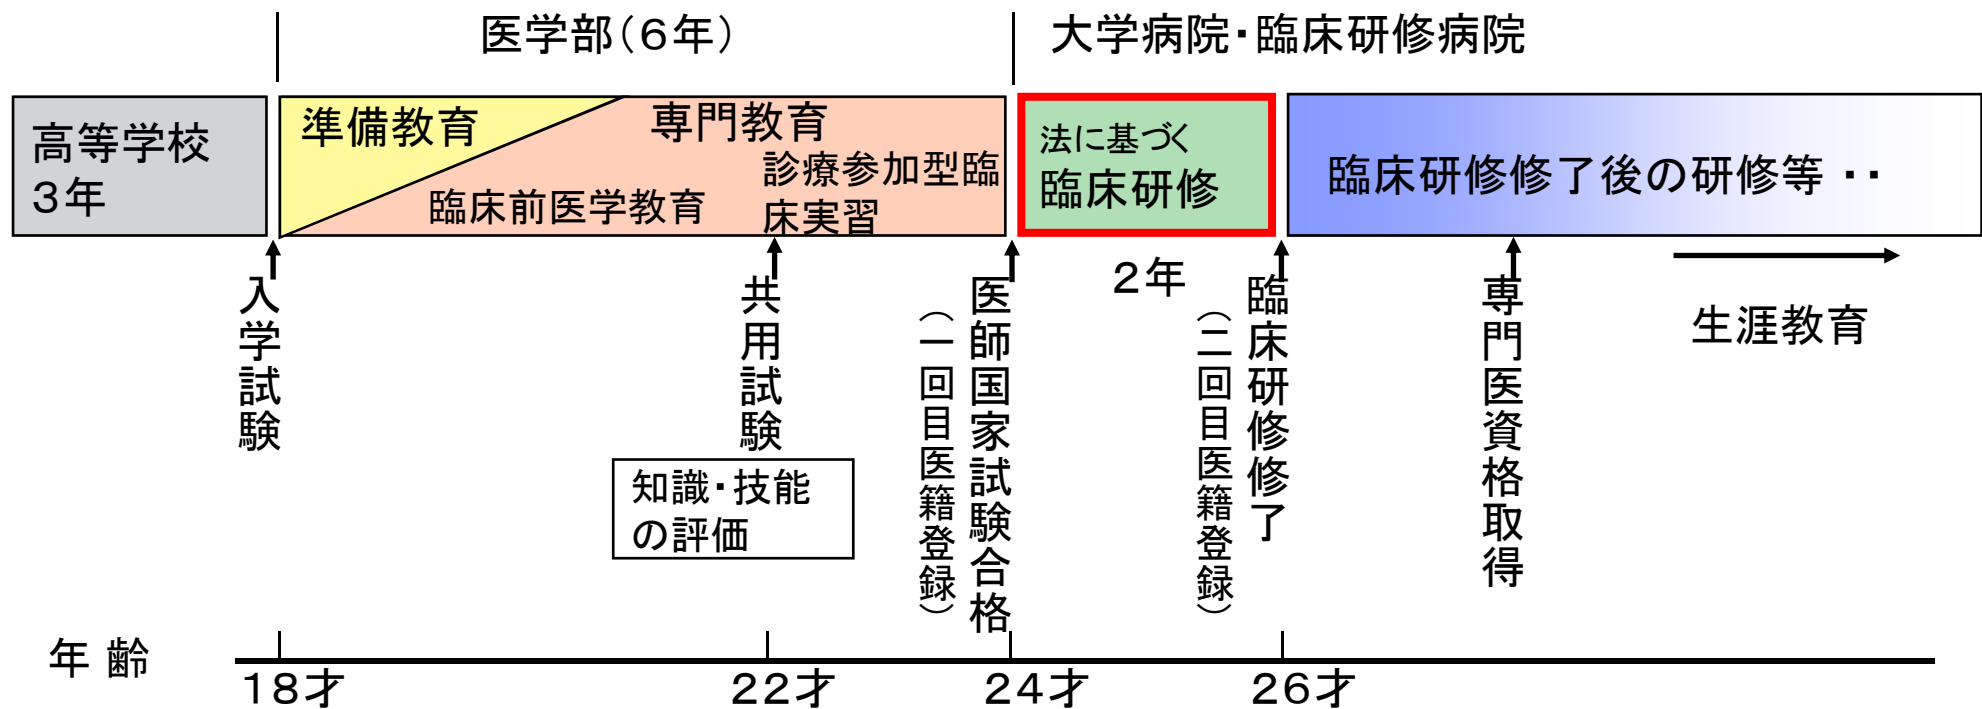 医学部（６年）
大学病院・臨床研修病院
高等学校
３年
準備教育
専門教育
臨床前医学教育
診療参加型臨
床実習
法に基づく
臨床研修
臨床研修修了後の研修等 ・・
２年
入学試験
共用試験
知識・技能
の評価
医師国家試験合格
（一回目医籍登録）
臨床研修修了
（二回目医籍登録）
専門医資格取得
生涯教育
年 齢
１８才
２２才
２４才
２６才